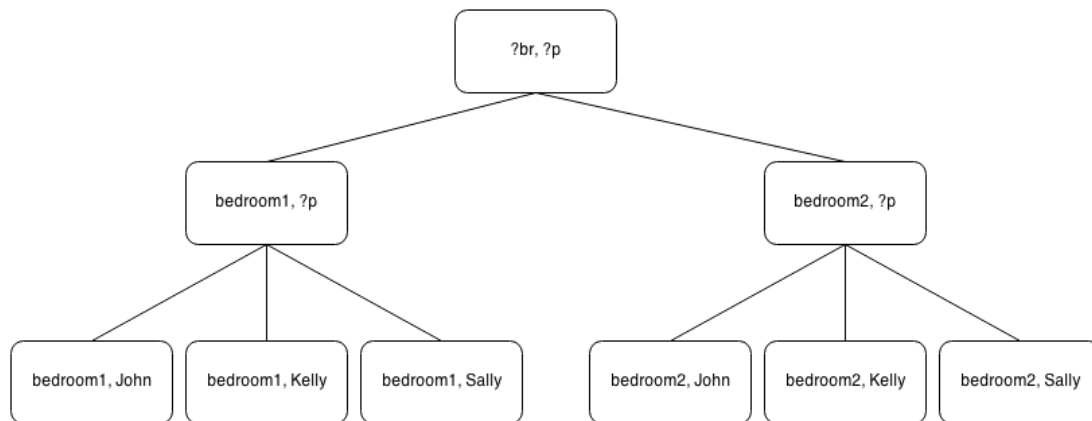 ?br, ?p
bedroom1, ?p
bedroom2, ?p
bedroom1, John
bedroom1, Kelly
bedroom1, Sally
bedroom2, John
bedroom2, Kelly
bedroom2, Sally